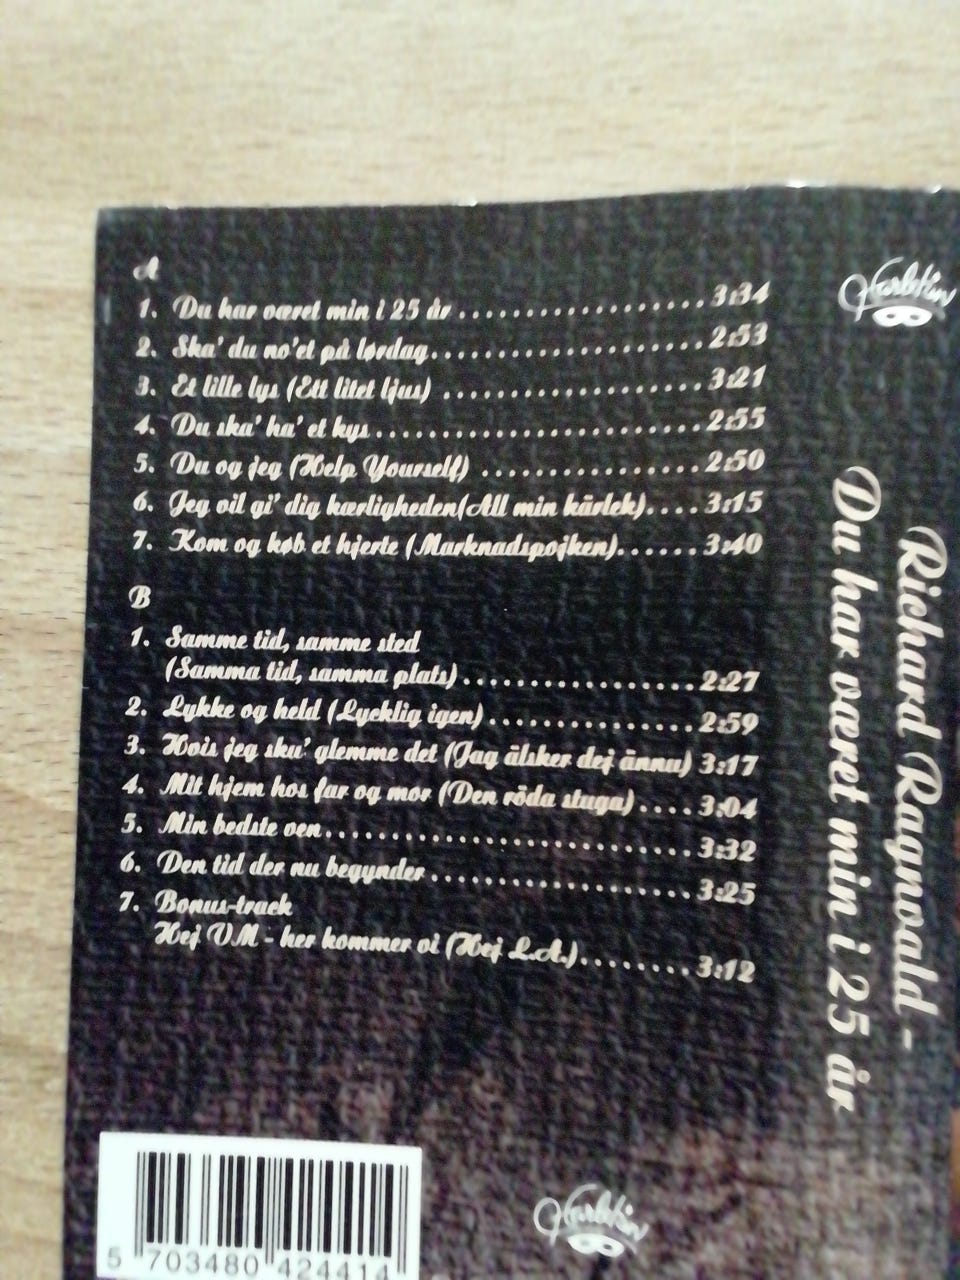 A
1. Du har været min i 25 år ........ 3:34
2. Ska' du no'et på lørdag ........ 2:53
3. Et lille lys (Ett litet ljus) ........ 3:21
4. Du ska' ha' et kys ........ 2:55
5. Du og jeg (Help Yourself) ........ 2:50
6. Jeg vil gi' dig kærligheden(All min kärlek).... 3:15
7. Kom og køb et hjerte (Marknadspojken)...... 3:40
B
1. Samme tid, samme sted
(Samma tid, samma plats) ........ 2:27
2. Lykke og held (Lycklig igen) ........ 2:59
3. Hvis jeg sku' glemme det (Jag älsker dej ännu) 3:17
4. Mit hjem hos far og mor (Den röda stuga) .... 3:04
5. Min bedste ven ........ 3:32
6. Den tid der nu begynder ........ 3:25
7. Bonus-track
Hej VM - her kommer vi (Hej L.A.) ........ 3:12
Harlekin
Richard Ragnvald -
Du har været min i 25 år
5 703480 424414
Harlekin